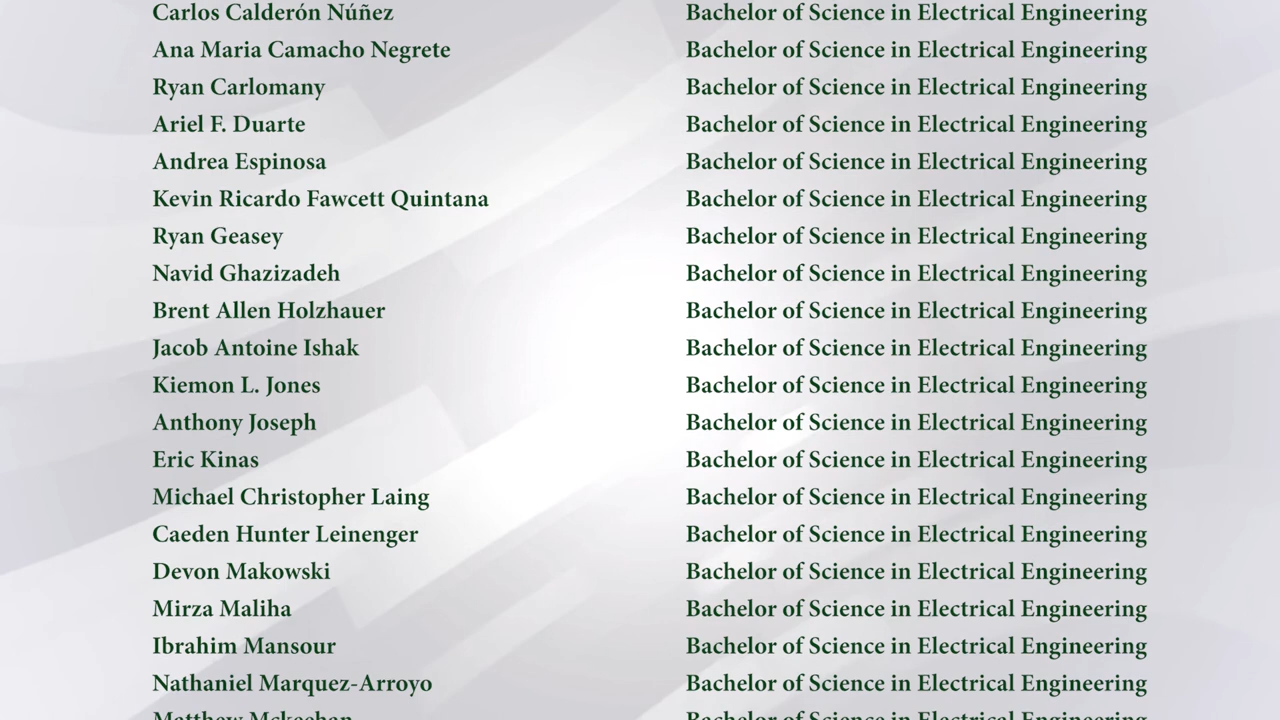 Carlos Calderón Núñez Bachelor of Science in Electrical Engineering
Ana Maria Camacho Negrete Bachelor of Science in Electrical Engineering
Ryan Carlomany Bachelor of Science in Electrical Engineering
Ariel F. Duarte Bachelor of Science in Electrical Engineering
Andrea Espinosa Bachelor of Science in Electrical Engineering
Kevin Ricardo Fawcett Quintana Bachelor of Science in Electrical Engineering
Ryan Geasey Bachelor of Science in Electrical Engineering
Navid Ghazizadeh Bachelor of Science in Electrical Engineering
Brent Allen Holzhauer Bachelor of Science in Electrical Engineering
Jacob Antoine Ishak Bachelor of Science in Electrical Engineering
Kiemon L. Jones Bachelor of Science in Electrical Engineering
Anthony Joseph Bachelor of Science in Electrical Engineering
Eric Kinas Bachelor of Science in Electrical Engineering
Michael Christopher Laing Bachelor of Science in Electrical Engineering
Caeden Hunter Leinenger Bachelor of Science in Electrical Engineering
Devon Makowski Bachelor of Science in Electrical Engineering
Mirza Maliha Bachelor of Science in Electrical Engineering
Ibrahim Mansour Bachelor of Science in Electrical Engineering
Nathaniel Marquez-Arroyo Bachelor of Science in Electrical Engineering
Matthew Mckeehan Bachelor of Science in Electrical Engineering